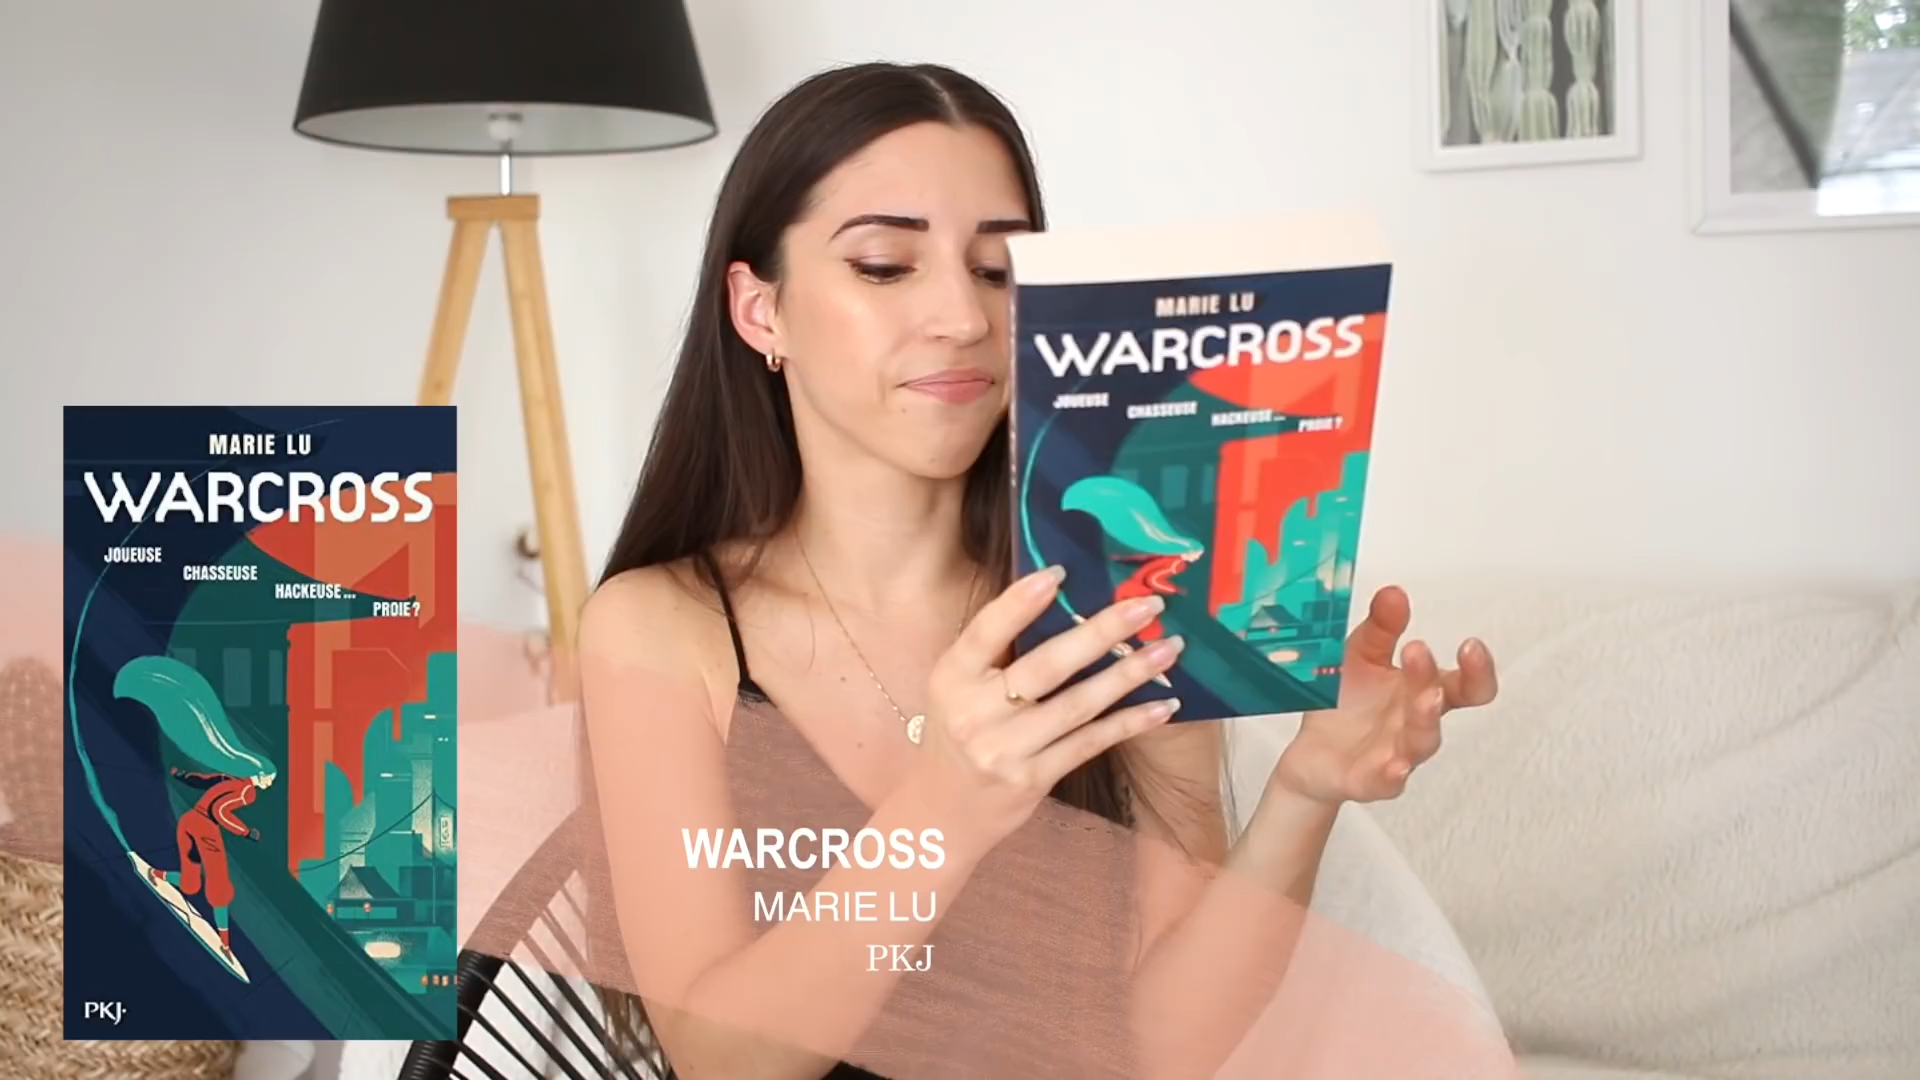 MARIE LU
WARCROSS
JOUEUSE
CHASSEUSE
HACKEUSE...
PROIE?
MARIE LU
WARCROSS
JOUEUSE
CHASSEUSE
HACKEUSE...
PROIE?
PKJ.
WARCROSS
MARIE LU
PKJ